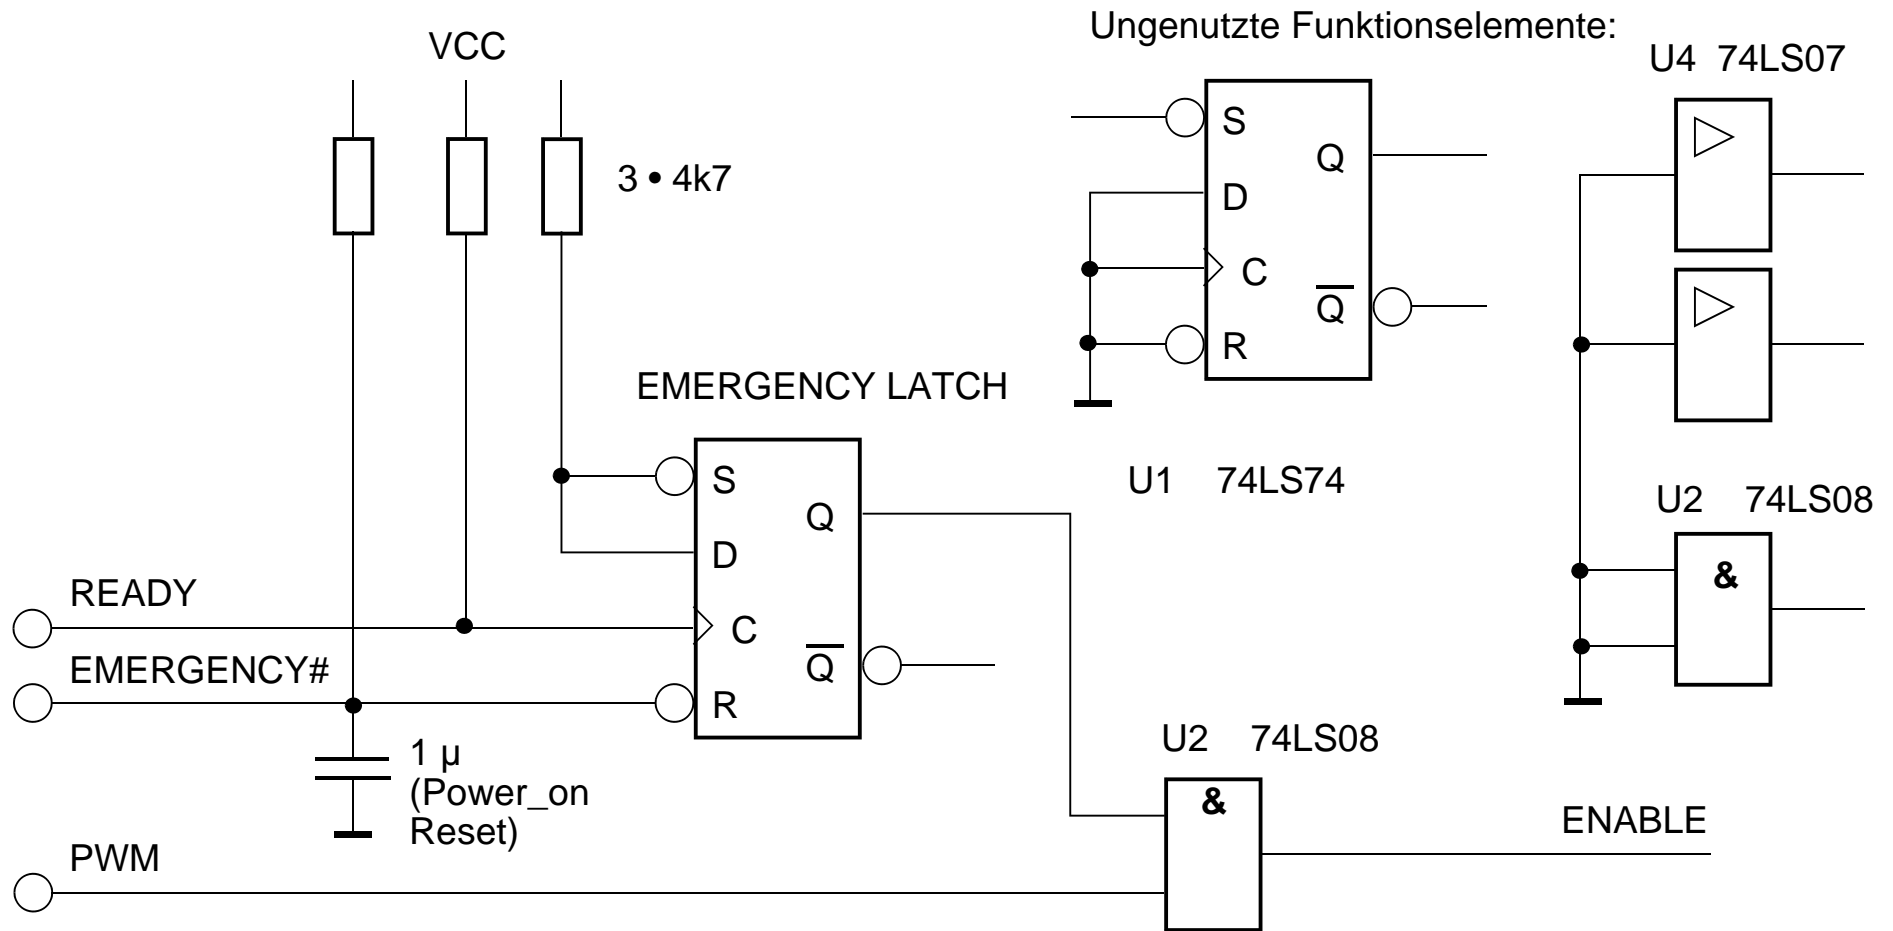 Ungenutzte Funktionselemente:
VCC
U4 74LS07
3 • 4k7
S
D
C
R
Q
Q
U1 74LS74
U2 74LS08
&
EMERGENCY LATCH
S
D
C
R
Q
Q
READY
EMERGENCY#
1 µ
(Power_on
Reset)
PWM
U2 74LS08
&
ENABLE